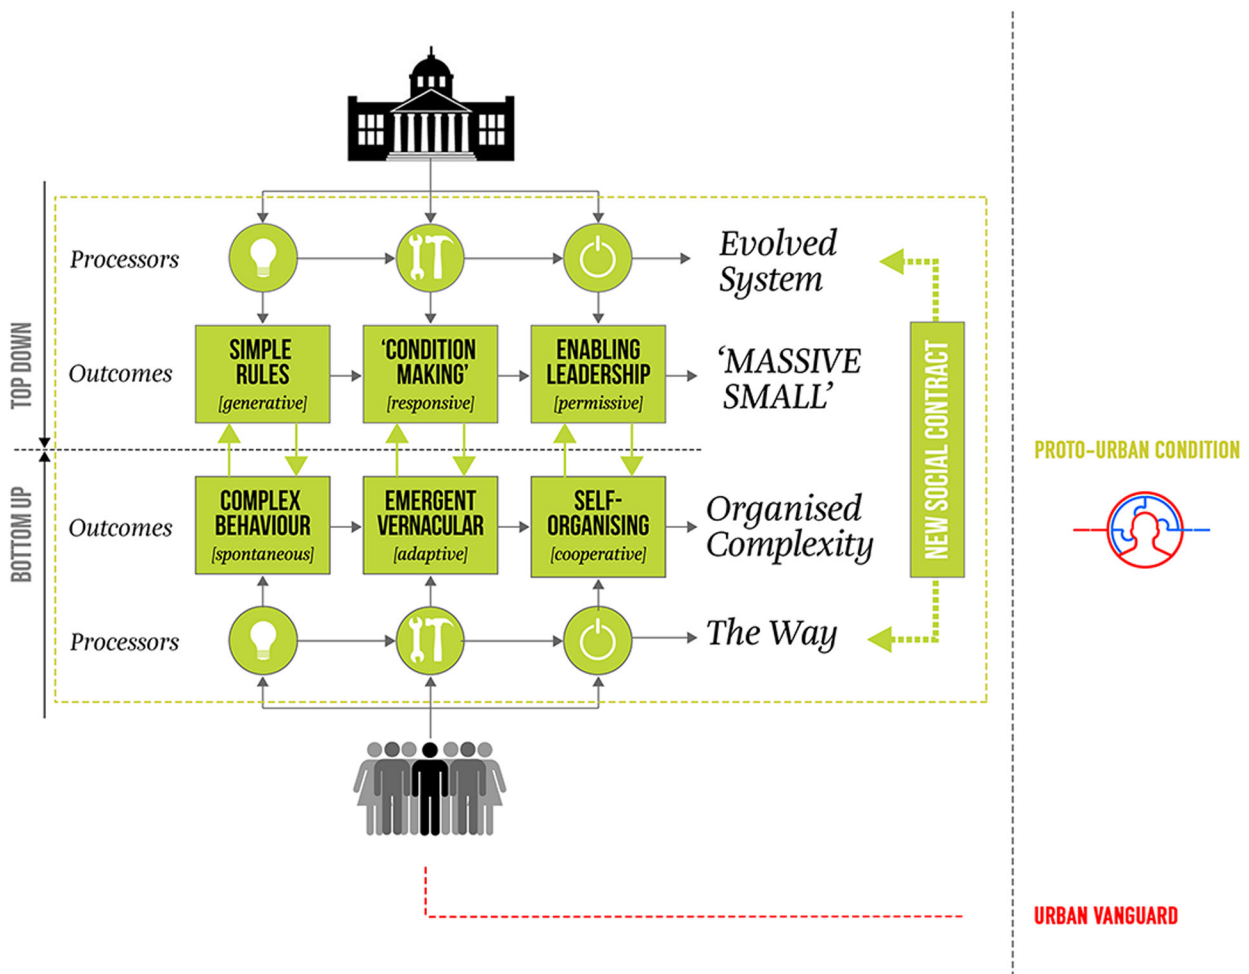 TOP DOWN
BOTTOM UP
Processors
Evolved
System
Outcomes
SIMPLE
RULES
[generative]
‘CONDITION
MAKING’
[responsive]
ENABLING
LEADERSHIP
[permissive]
‘MASSIVE
SMALL’
Outcomes
COMPLEX
BEHAVIOUR
[spontaneous]
EMERGENT
VERNACULAR
[adaptive]
SELF-
ORGANISING
[cooperative]
Organised
Complexity
Processors
The Way
NEW SOCIAL CONTRACT
PROTO-URBAN CONDITION
URBAN VANGUARD